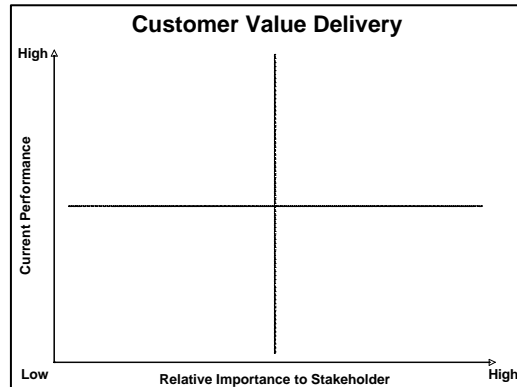 Customer Value Delivery
High
Current Performance
Low
Relative Importance to Stakeholder
High